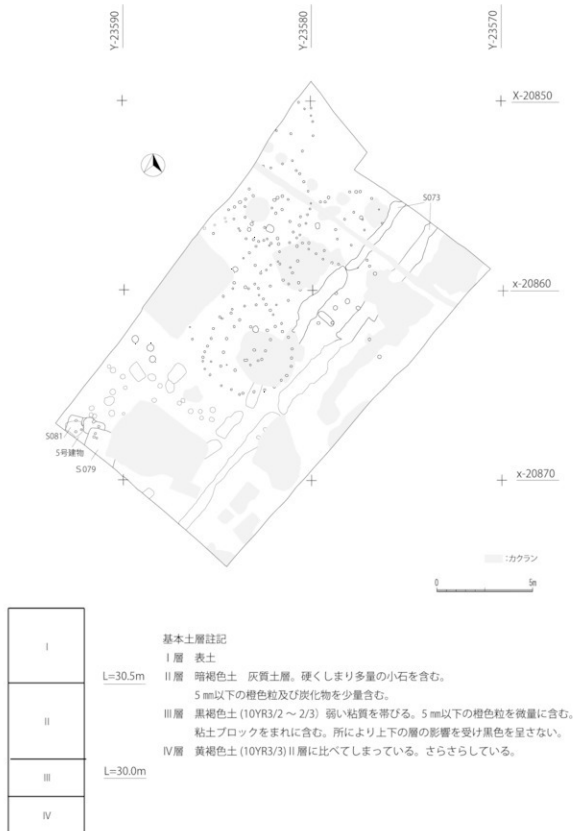 Y-23590
Y-23580
Y-23570
X-20850
S073
x-20860
S081
5号建物
S079
x-20870
:カクラン
0 5m
I
II
III
IV
L=30.5m
L=30.0m
基本土層註記
I層 表土
II層 暗褐色土 灰質土層。硬くしまり多量の小石を含む。
5㎜以下の橙色粒及び炭化物を少量含む。
III層 黒褐色土(10YR3/2～2/3)弱い粘質を帯びる。5㎜以下の橙色粒を微量に含む。
粘土ブロックをまれに含む。所により上下の層の影響を受け黒色を呈さない。
IV層 黄褐色土(10YR3/3)II層に比べてしまっている。さらさらしている。